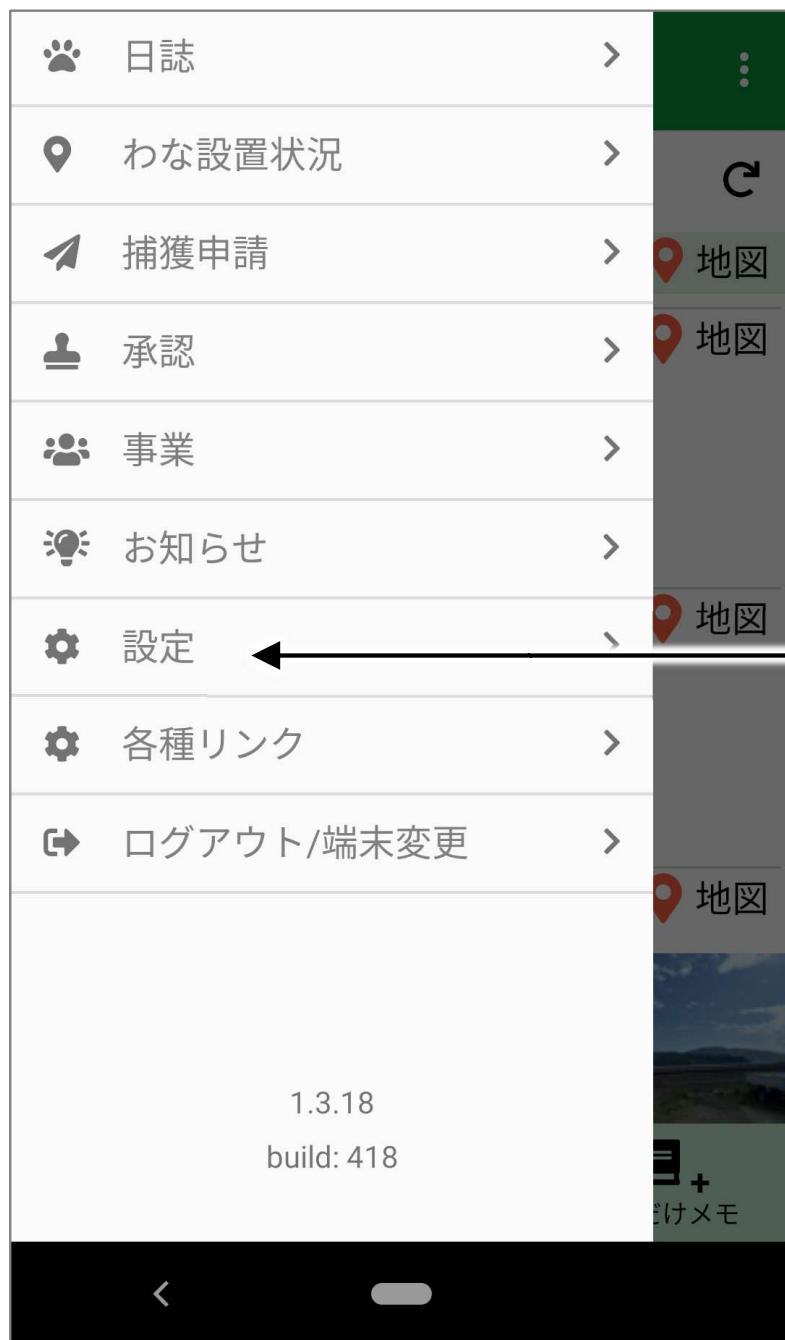 日誌
わな設置状況
捕獲申請
承認
事業
お知らせ
設定
各種リンク
ログアウト/端末変更
1.3.18
build: 418
地図
地図
地図
地図
だけメモ